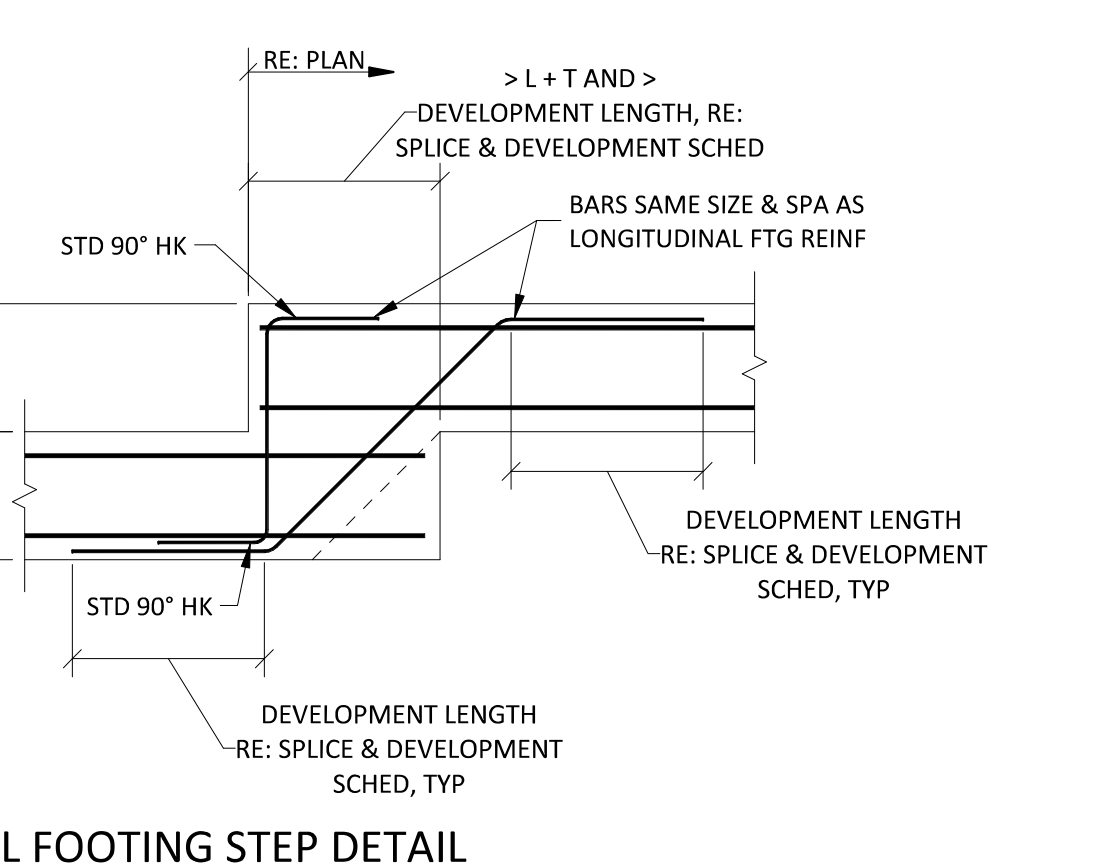 RE: PLAN
> L + T AND >
DEVELOPMENT LENGTH, RE:
SPLICE & DEVELOPMENT SCHED
BARS SAME SIZE & SPA AS
LONGITUDINAL FTG REINF
STD 90° HK
DEVELOPMENT LENGTH
RE: SPLICE & DEVELOPMENT
SCHED, TYP
STD 90° HK
DEVELOPMENT LENGTH
RE: SPLICE & DEVELOPMENT
SCHED, TYP
L FOOTING STEP DETAIL